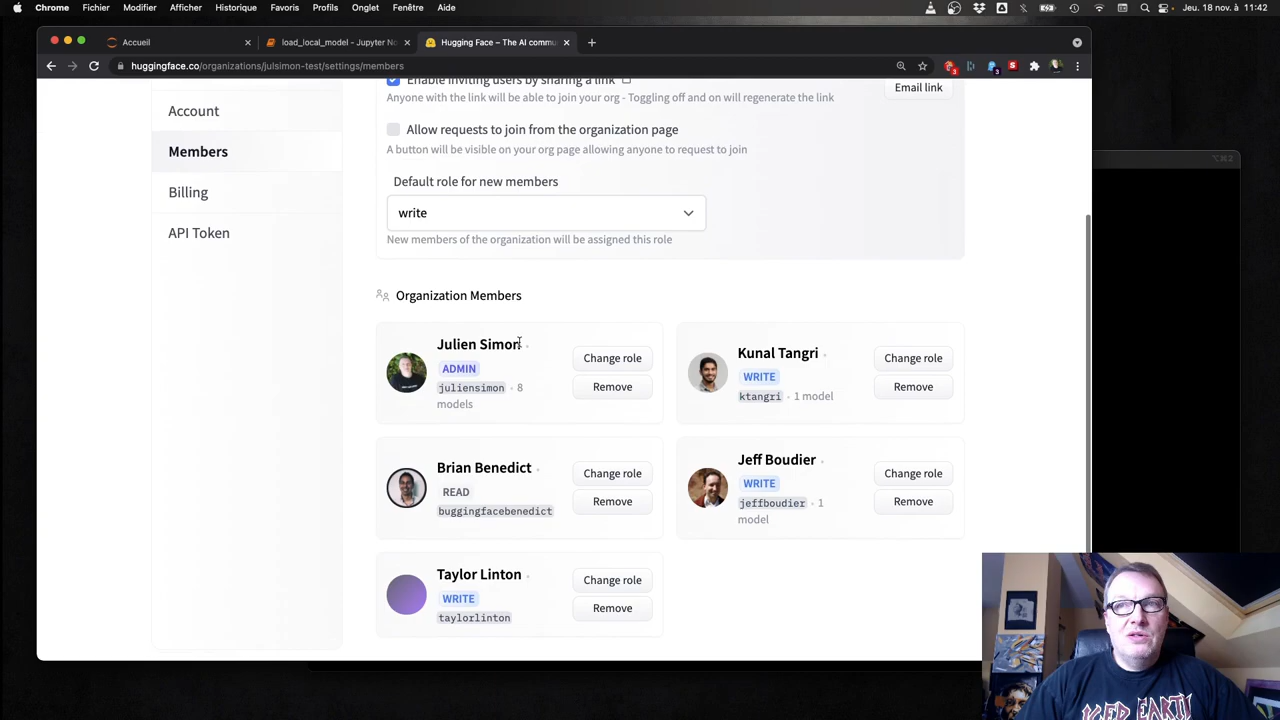 Chrome Fichier Modifier Afficher Historique Favoris Profils Onglet Fenêtre Aide Jeu. 18 nov. à 11:42
Accueil load_local_model - Jupyter No Hugging Face – The AI commu
huggingface.co/organizations/julsimon-test/settings/members
Enable inviting users by sharing a link
Email link
Anyone with the link will be able to join your org - Toggling off and on will regenerate the link
Account
Allow requests to join from the organization page
A button will be visible on your org page allowing anyone to request to join
Members
Default role for new members
Billing
write
API Token
New members of the organization will be assigned this role
Organization Members
Julien Simon
ADMIN
juliensimon · 8
models
Change role
Remove
Kunal Tangri
WRITE
ktangri · 1 model
Change role
Remove
Brian Benedict
READ
buggingfacebenedict
Change role
Remove
Jeff Boudier
WRITE
jeffboudier · 1
model
Change role
Remove
Taylor Linton
WRITE
taylorlinton
Change role
Remove